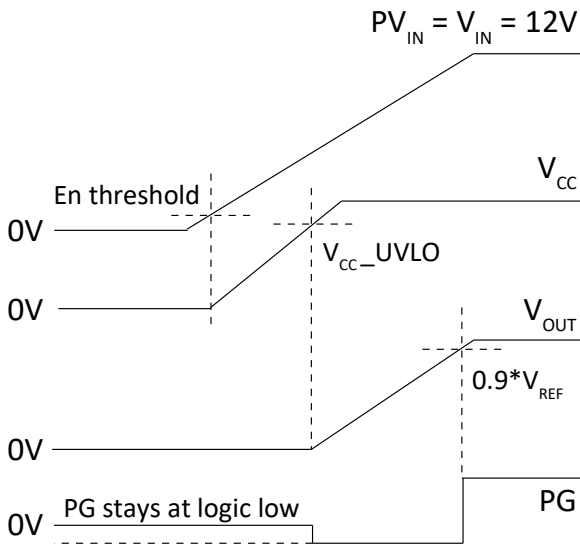 PV_IN = V_IN = 12V
En threshold
V_CC
0V
V_CC_UVLO
0V
V_OUT
0.9*V_REF
0V
PG stays at logic low
PG
0V